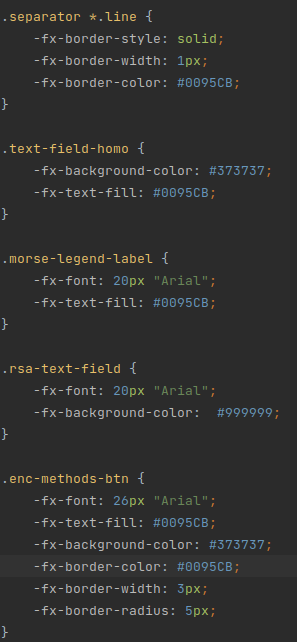 .separator *.line {
    -fx-border-style: solid;
    -fx-border-width: 1px;
    -fx-border-color: #0095CB;
}

.text-field-homo {
    -fx-background-color: #373737;
    -fx-text-fill: #0095CB;
}

.morse-legend-label {
    -fx-font: 20px "Arial";
    -fx-text-fill: #0095CB;
}

.rsa-text-field {
    -fx-font: 20px "Arial";
    -fx-background-color:  #999999;
}

.enc-methods-btn {
    -fx-font: 26px "Arial";
    -fx-text-fill: #0095CB;
    -fx-background-color: #373737;
    -fx-border-color: #0095CB;
    -fx-border-width: 3px;
    -fx-border-radius: 5px;
}